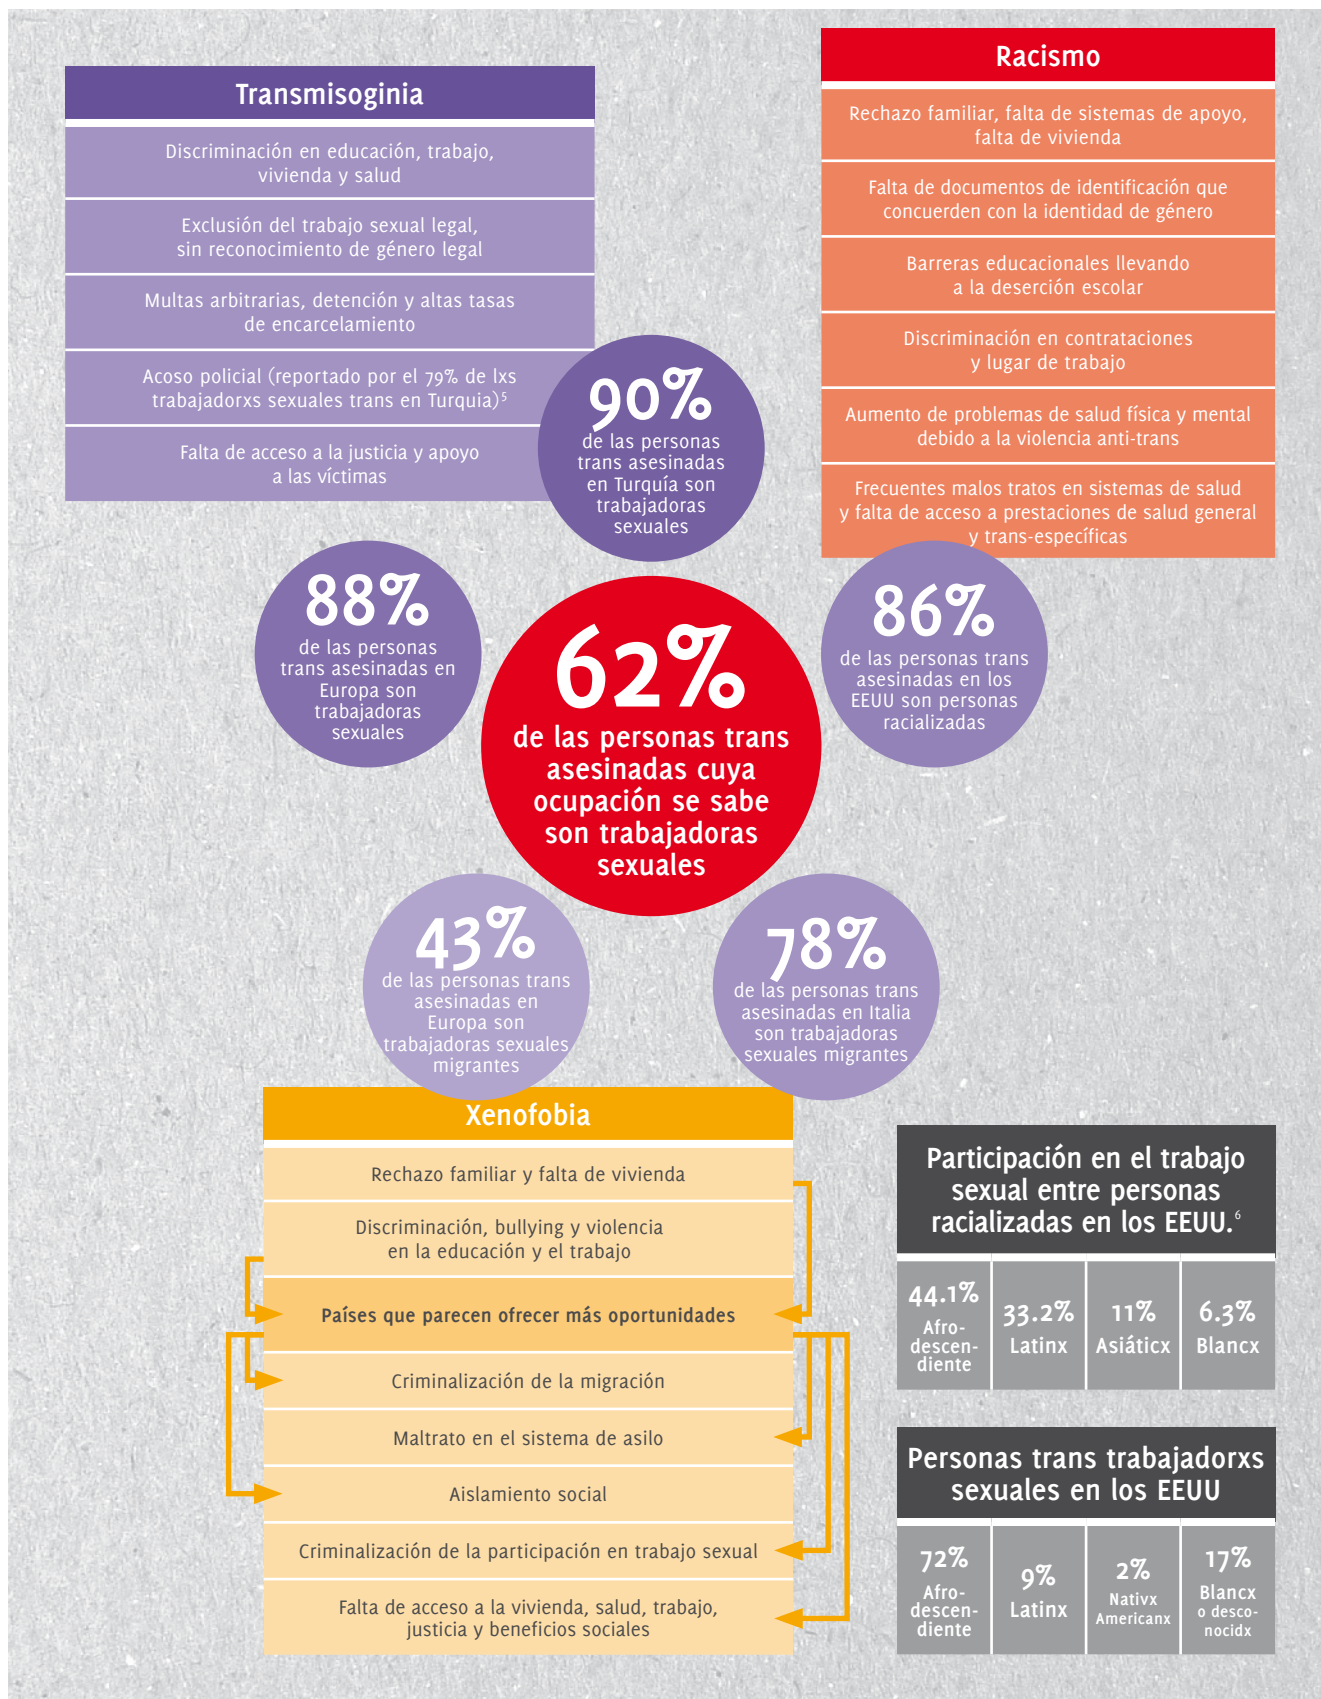 Transmisoginia
Discriminación en educación, trabajo,
vivienda y salud
Exclusión del trabajo sexual legal,
sin reconocimiento de género legal
Multas arbitrarias, detención y altas tasas
de encarcelamiento
Acoso policial (reportado por el 79% de lxs
trabajadorxs sexuales trans en Turquia)⁵
Falta de acceso a la justicia y apoyo
a las víctimas
Racismo
Rechazo familiar, falta de sistemas de apoyo,
falta de vivienda
Falta de documentos de identificación que
concuerden con la identidad de género
Barreras educacionales llevando
a la deserción escolar
Discriminación en contrataciones
y lugar de trabajo
Aumento de problemas de salud física y mental
debido a la violencia anti-trans
Frecuentes malos tratos en sistemas de salud
y falta de acceso a prestaciones de salud general
y trans-específicas
90%
de las personas
trans asesinadas
en Turquía son
trabajadoras
sexuales
88%
de las personas
trans asesinadas en
Europa son
trabajadoras
sexuales
62%
de las personas trans
asesinadas cuya
ocupación se sabe
son trabajadoras
sexuales
86%
de las personas trans
asesinadas en los
EEUU son personas
racializadas
43%
de las personas trans
asesinadas en
Europa son
trabajadoras sexuales
migrantes
78%
de las personas trans
asesinadas en Italia
son trabajadoras
sexuales migrantes
Xenofobia
Rechazo familiar y falta de vivienda
Discriminación, bullying y violencia
en la educación y el trabajo
Países que parecen ofrecer más oportunidades
Criminalización de la migración
Maltrato en el sistema de asilo
Aislamiento social
Criminalización de la participación en trabajo sexual
Falta de acceso a la vivienda, salud, trabajo,
justicia y beneficios sociales
Participación en el trabajo
sexual entre personas
racializadas en los EEUU.⁶
44.1%
Afro-
descen-
diente
33.2%
Latinx
11%
Asiáticx
6.3%
Blancx
Personas trans trabajadorxs
sexuales en los EEUU
72%
Afro-
descen-
diente
9%
Latinx
2%
Nativx
Americanx
17%
Blancx
o desco-
nocidx